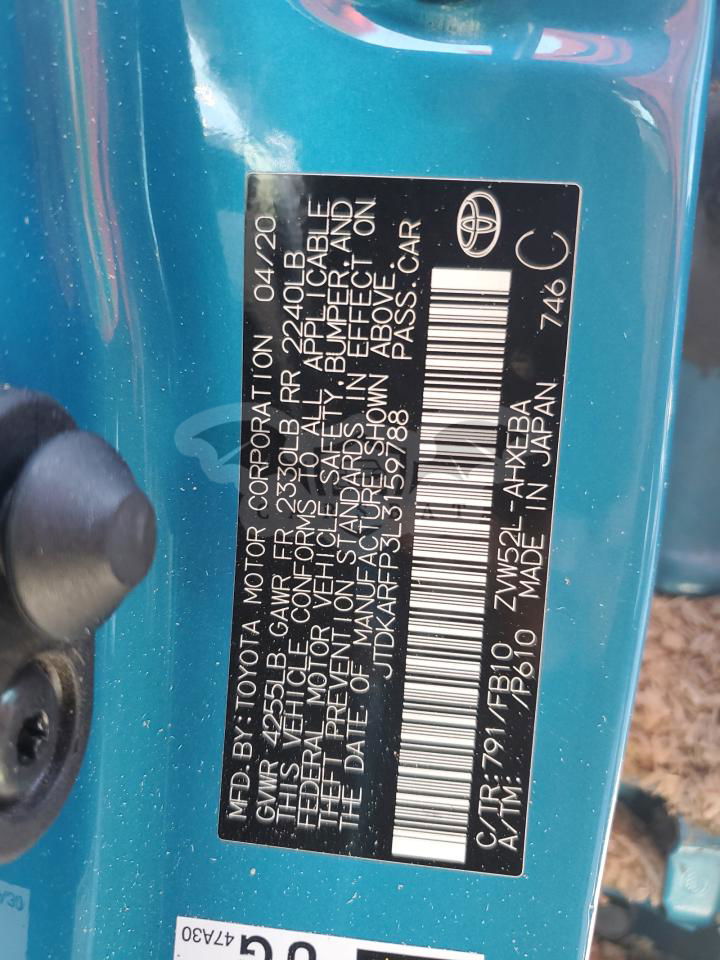 MFD. BY: TOYOTA MOTOR CORPORATION 04/20
GVWR 4255LB GAWR FR 2330LB RR 2240LB
THIS VEHICLE CONFORMS TO ALL APPLICABLE
FEDERAL MOTOR VEHICLE SAFETY, BUMPER, AND
THEFT PREVENTION STANDARDS IN EFFECT ON
THE DATE OF MANUFACTURE SHOWN ABOVE.
JTDKARFP3L3159788 PASS. CAR
C/TR: 791/FB10 ZVW52L-AHXEBA
A/TM: /P610 MADE IN JAPAN 746 C
47A30